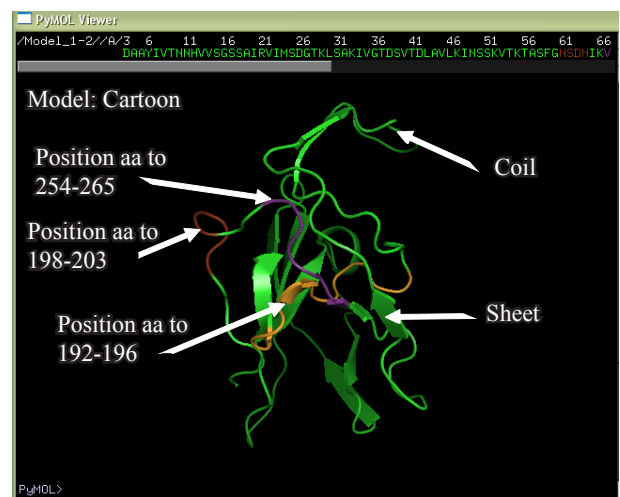 PyMOL Viewer
/Model_1-2//A/3 6 11 16 21 26 31 36 41 46 51 56 61 66
DAAYIVTNNHVVSGSSAIRVIMSDGTKLSAKIVGTDSVTDLAVLKINSSKVTKTASFGNSDNIKV
Model: Cartoon
Position aa to
254-265
Coil
Position aa to
198-203
Position aa to
192-196
Sheet
PyMOL>